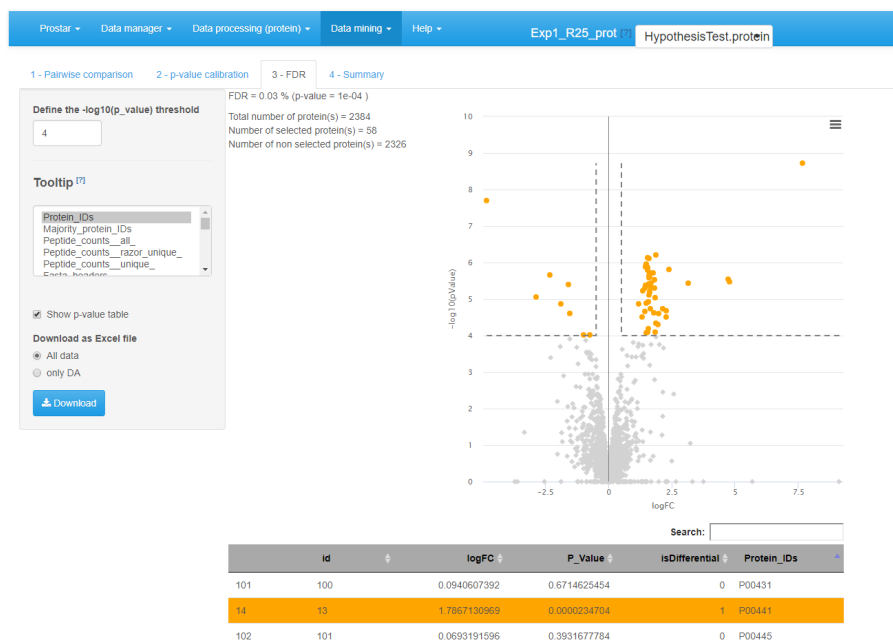 Prostar Data manager Data processing (protein) Data mining Help Exp1_R25_prot [?] HypothesisTest.protein
1 - Pairwise comparison 2 - p-value calibration 3 - FDR 4 - Summary
FDR = 0.03 % (p-value = 1e-04 )
Define the -log10(p_value) threshold
4
Total number of protein(s) = 2384
Number of selected protein(s) = 58
Number of non selected protein(s) = 2326
Tooltip [?]
Protein_IDs
Majority_protein_IDs
Peptide_counts__all_
Peptide_counts__razor_unique_
Peptide_counts__unique_
Fasta_headers
Show p-value table
Download as Excel file
All data
only DA
Download
10
9
8
7
6
5
4
3
2
1
0
-log10(pValue)
-2.5 0 2.5 5 7.5
logFC
Search:
id logFC P_Value isDifferential Protein_IDs
101 100 0.0940607392 0.6714625454 0 P00431
14 13 1.7867130969 0.0000234704 1 P00441
102 101 0.0693191596 0.3931677784 0 P00445